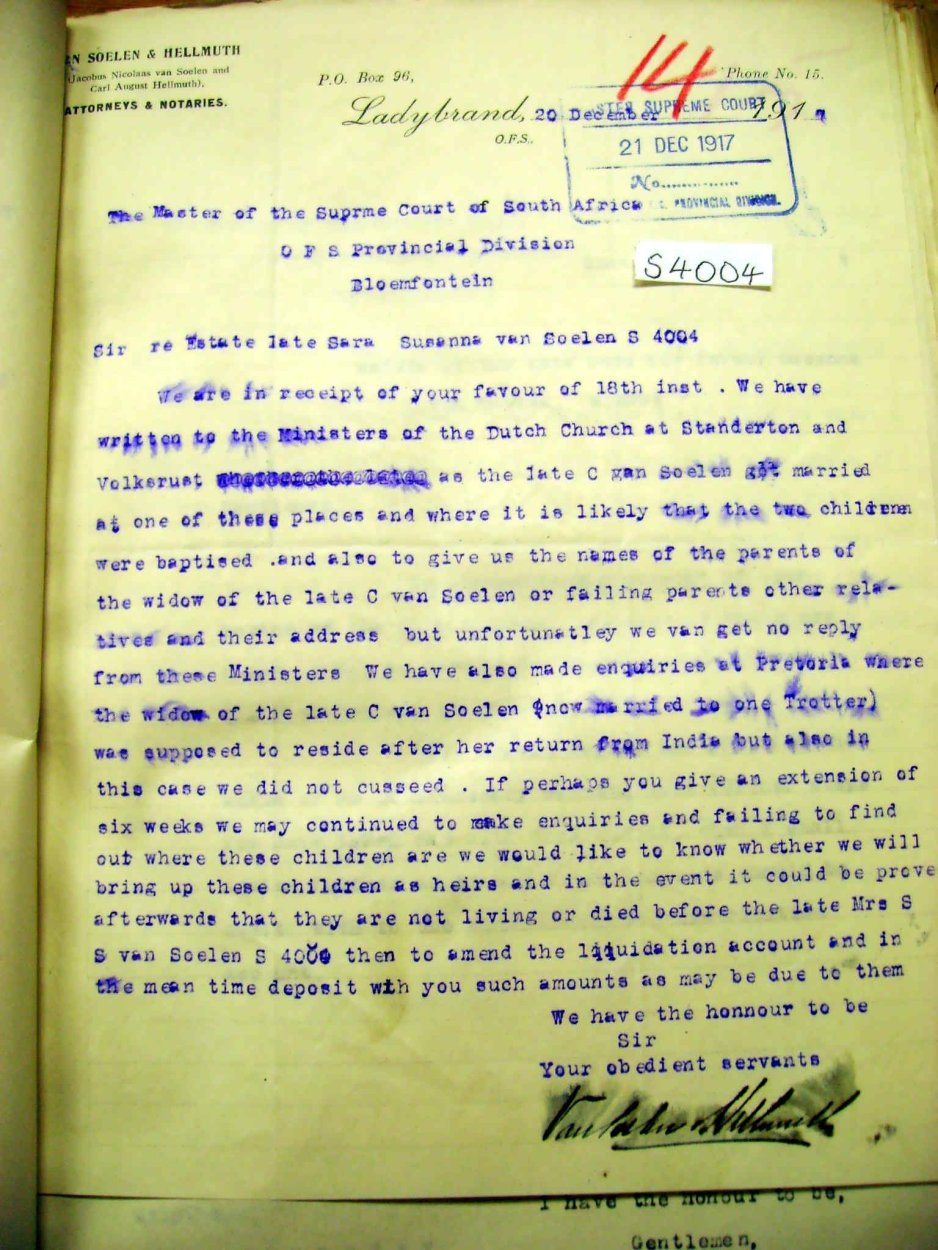 EN SOELEN & HELLMUTH
(Jacobus Nicolaas van Soelen and
Carl August Hellmuth).
ATTORNEYS & NOTARIES.
P.O. Box 96,
14
'Phone No. 15.
Ladybrand, 20 December 1917
O.F.S.
STER SUPREME COURT
21 DEC 1917
No..............
PROVINCIAL DIVISION.
The Master of the Suprme Court of South Africa
O F S Provincial Division
Bloemfontein
S4004
Sir re Estate late Sara Susanna van Soelen S 4004
We are in receipt of your favour of 18th inst . We have
written to the Ministers of the Dutch Church at Standerton and
Volksrust as the late C gan Soelen got married
at one of these places and where it is likely that the two children
were baptised .and also to give us the names of the parents of
the widow of the late C van Soelen or failing parents other rela-
tives and their address but unfortunatley we van get no reply
from these Ministers We have also made enquiries at Pretoria where
the widow of the late C van Soelen (now married to one Trotter)
was supposed to reside after her return from India but also in
this case we did not cusseed . If perhaps you give an extension of
six weeks we may continued to make enquiries and failing to find
out where these children are we would like to know whether we will
bring up these children as heirs and in the event it could be prove
afterwards that they are not living or died before the late Mrs S
S van Soelen S 4004 then to amend the liquidation account and in
the mean time deposit with you such amounts as may be due to them
We have the honnour to be
Sir
Your obedient servants
Van Soelen & Hellmuth
I have the honour to be,
Gentlemen,